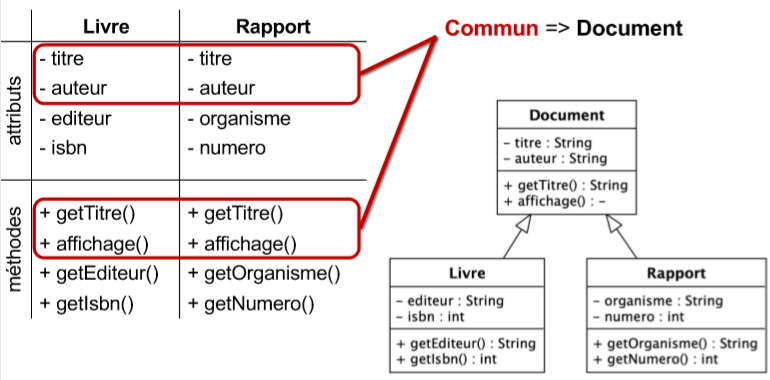 Livre Rapport
Commun => Document
attributs
- titre - titre
- auteur - auteur
- editeur - organisme
- isbn - numero
méthodes
+ getTitre() + getTitre()
+ affichage() + affichage()
+ getEditeur() + getOrganisme()
+ getIsbn() + getNumero()
Document
– titre : String
– auteur : String
+ getTitre() : String
+ affichage() : –
Livre
– editeur : String
– isbn : int
+ getEditeur() : String
+ getIsbn() : int
Rapport
– organisme : String
– numero : int
+ getOrganisme() : String
+ getNumero() : int